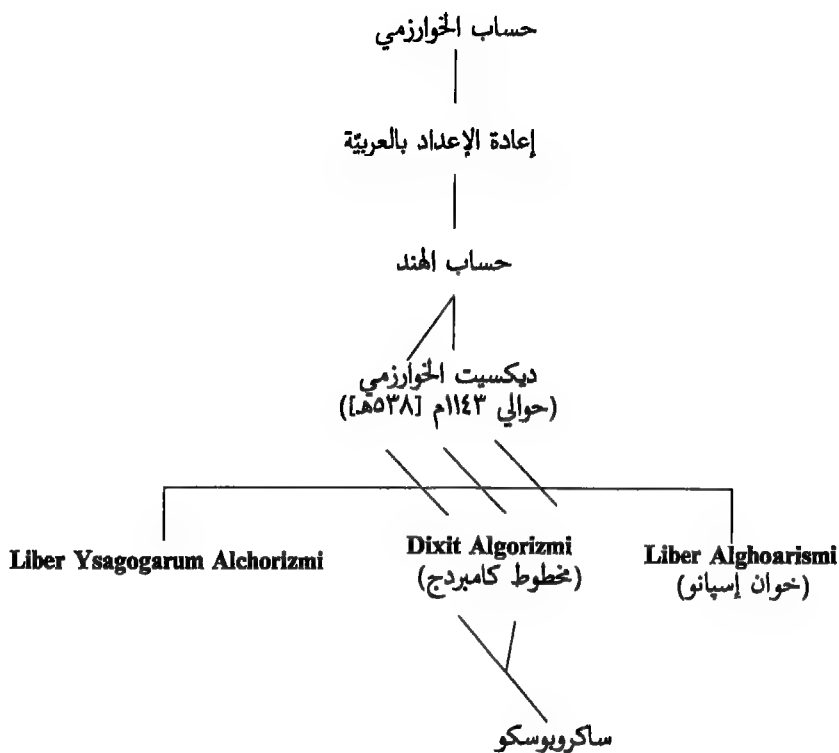 حساب الخوارزمي
إعادة الإعداد بالعربيّة
حساب الهند
ديكسيت الخوارزمي
(حوالي ١١٤٣م [٥٣٨هـ])
Liber Ysagogarum Alchorizmi
Dixit Algorizmi
(مخطوط كامبردج)
Liber Alghoarismi
(خوان إسپانو)
ساكروبوسكو